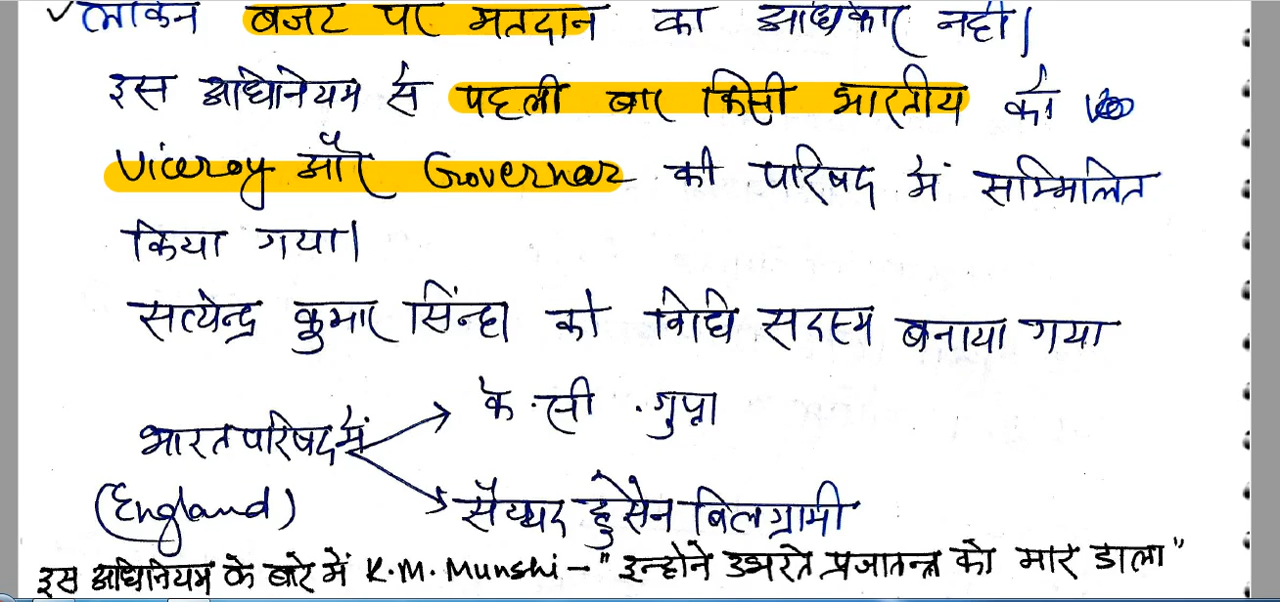 लेकिन बजट पर मतदान का अधिकार नहीं।
इस अधिनियम से पहली बार किसी भारतीय को
Viceroy और Governar की परिषद में सम्मिलित
किया गया।
सत्येन्द्र कुमार सिंन्हा को विधि सदस्य बनाया गया
के.सी.गुप्ता
भारत परिषद में
(England)
सैय्यद हुसैन बिलग्रामी
इस अधिनियम के बारे में K.M.Munshi - "इन्होने उभरते प्रजातन्त्र को मार डाला"